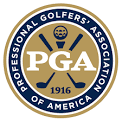 PROFESSIONAL GOLFERS' ASSOCIATION
PGA
1916
OF AMERICA